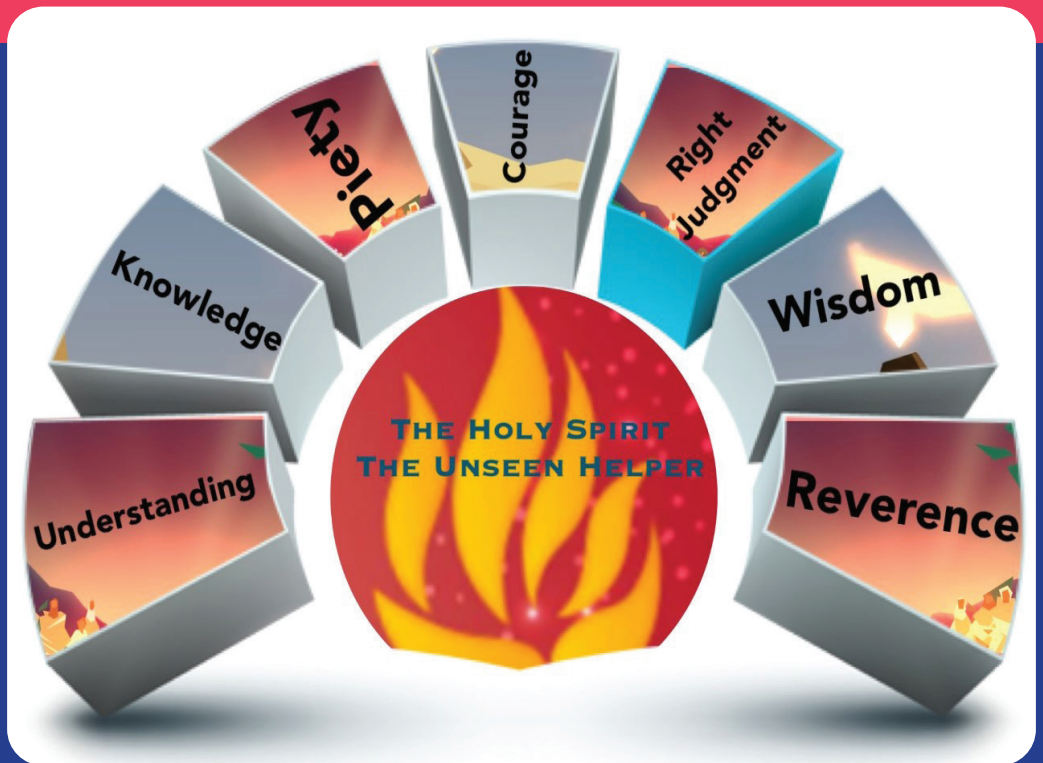 Understanding
Knowledge
Piety
Courage
Right
Judgment
Wisdom
Reverence
THE HOLY SPIRIT
THE UNSEEN HELPER